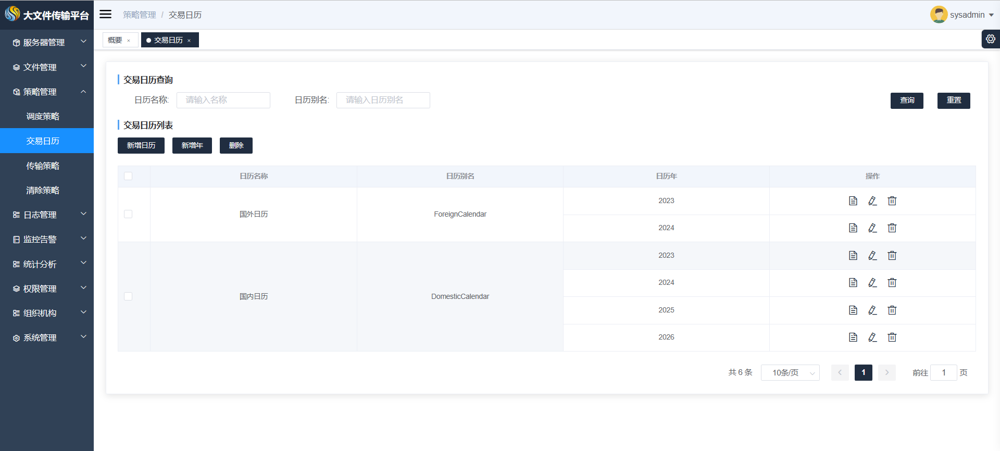 大文件传输平台
策略管理 / 交易日历
sysadmin
概要 ×
交易日历 ×
服务器管理
文件管理
策略管理
调度策略
交易日历
传输策略
清除策略
日志管理
监控告警
统计分析
权限管理
组织机构
系统管理
交易日历查询
日历名称: 请输入名称 日历别名: 请输入日历别名 查询 重置
交易日历列表
新增日历 新增年 删除
日历名称 日历别名 日历年 操作
国外日历 ForeignCalendar
2023
2024
国内日历 DomesticCalendar
2023
2024
2025
2026
共 6 条 10条/页 1 前往 1 页